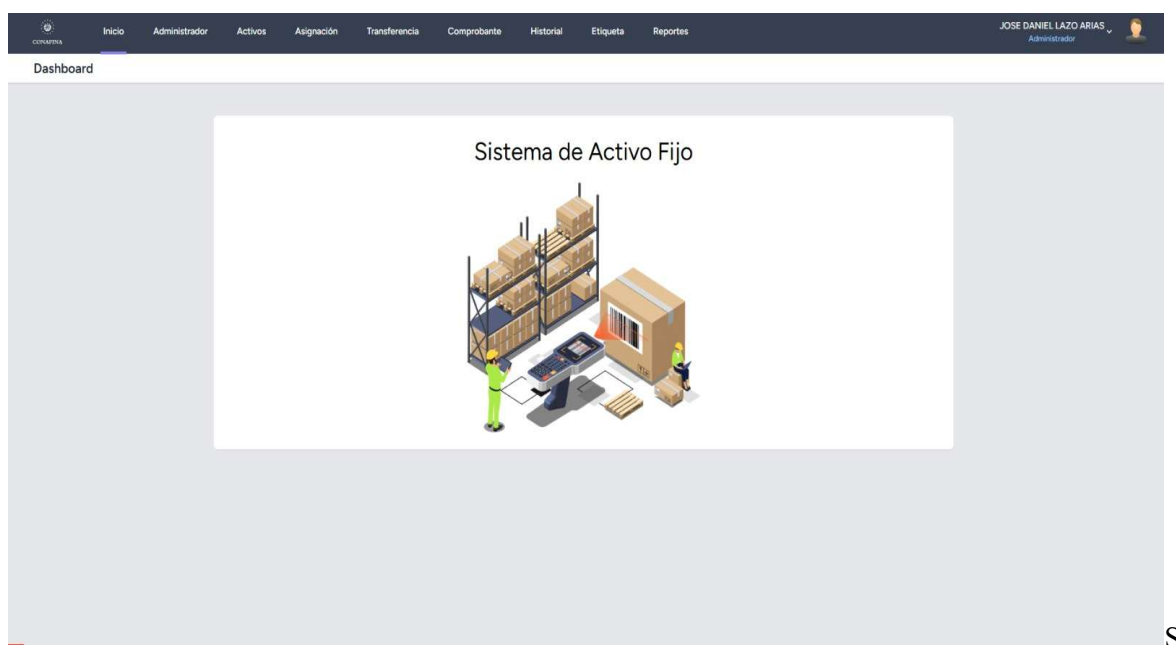 CONAPINA Inicio Administrador Activos Asignación Transferencia Comprobante Historial Etiqueta Reportes JOSE DANIEL LAZO ARIAS
Administrador
Dashboard
Sistema de Activo Fijo
S